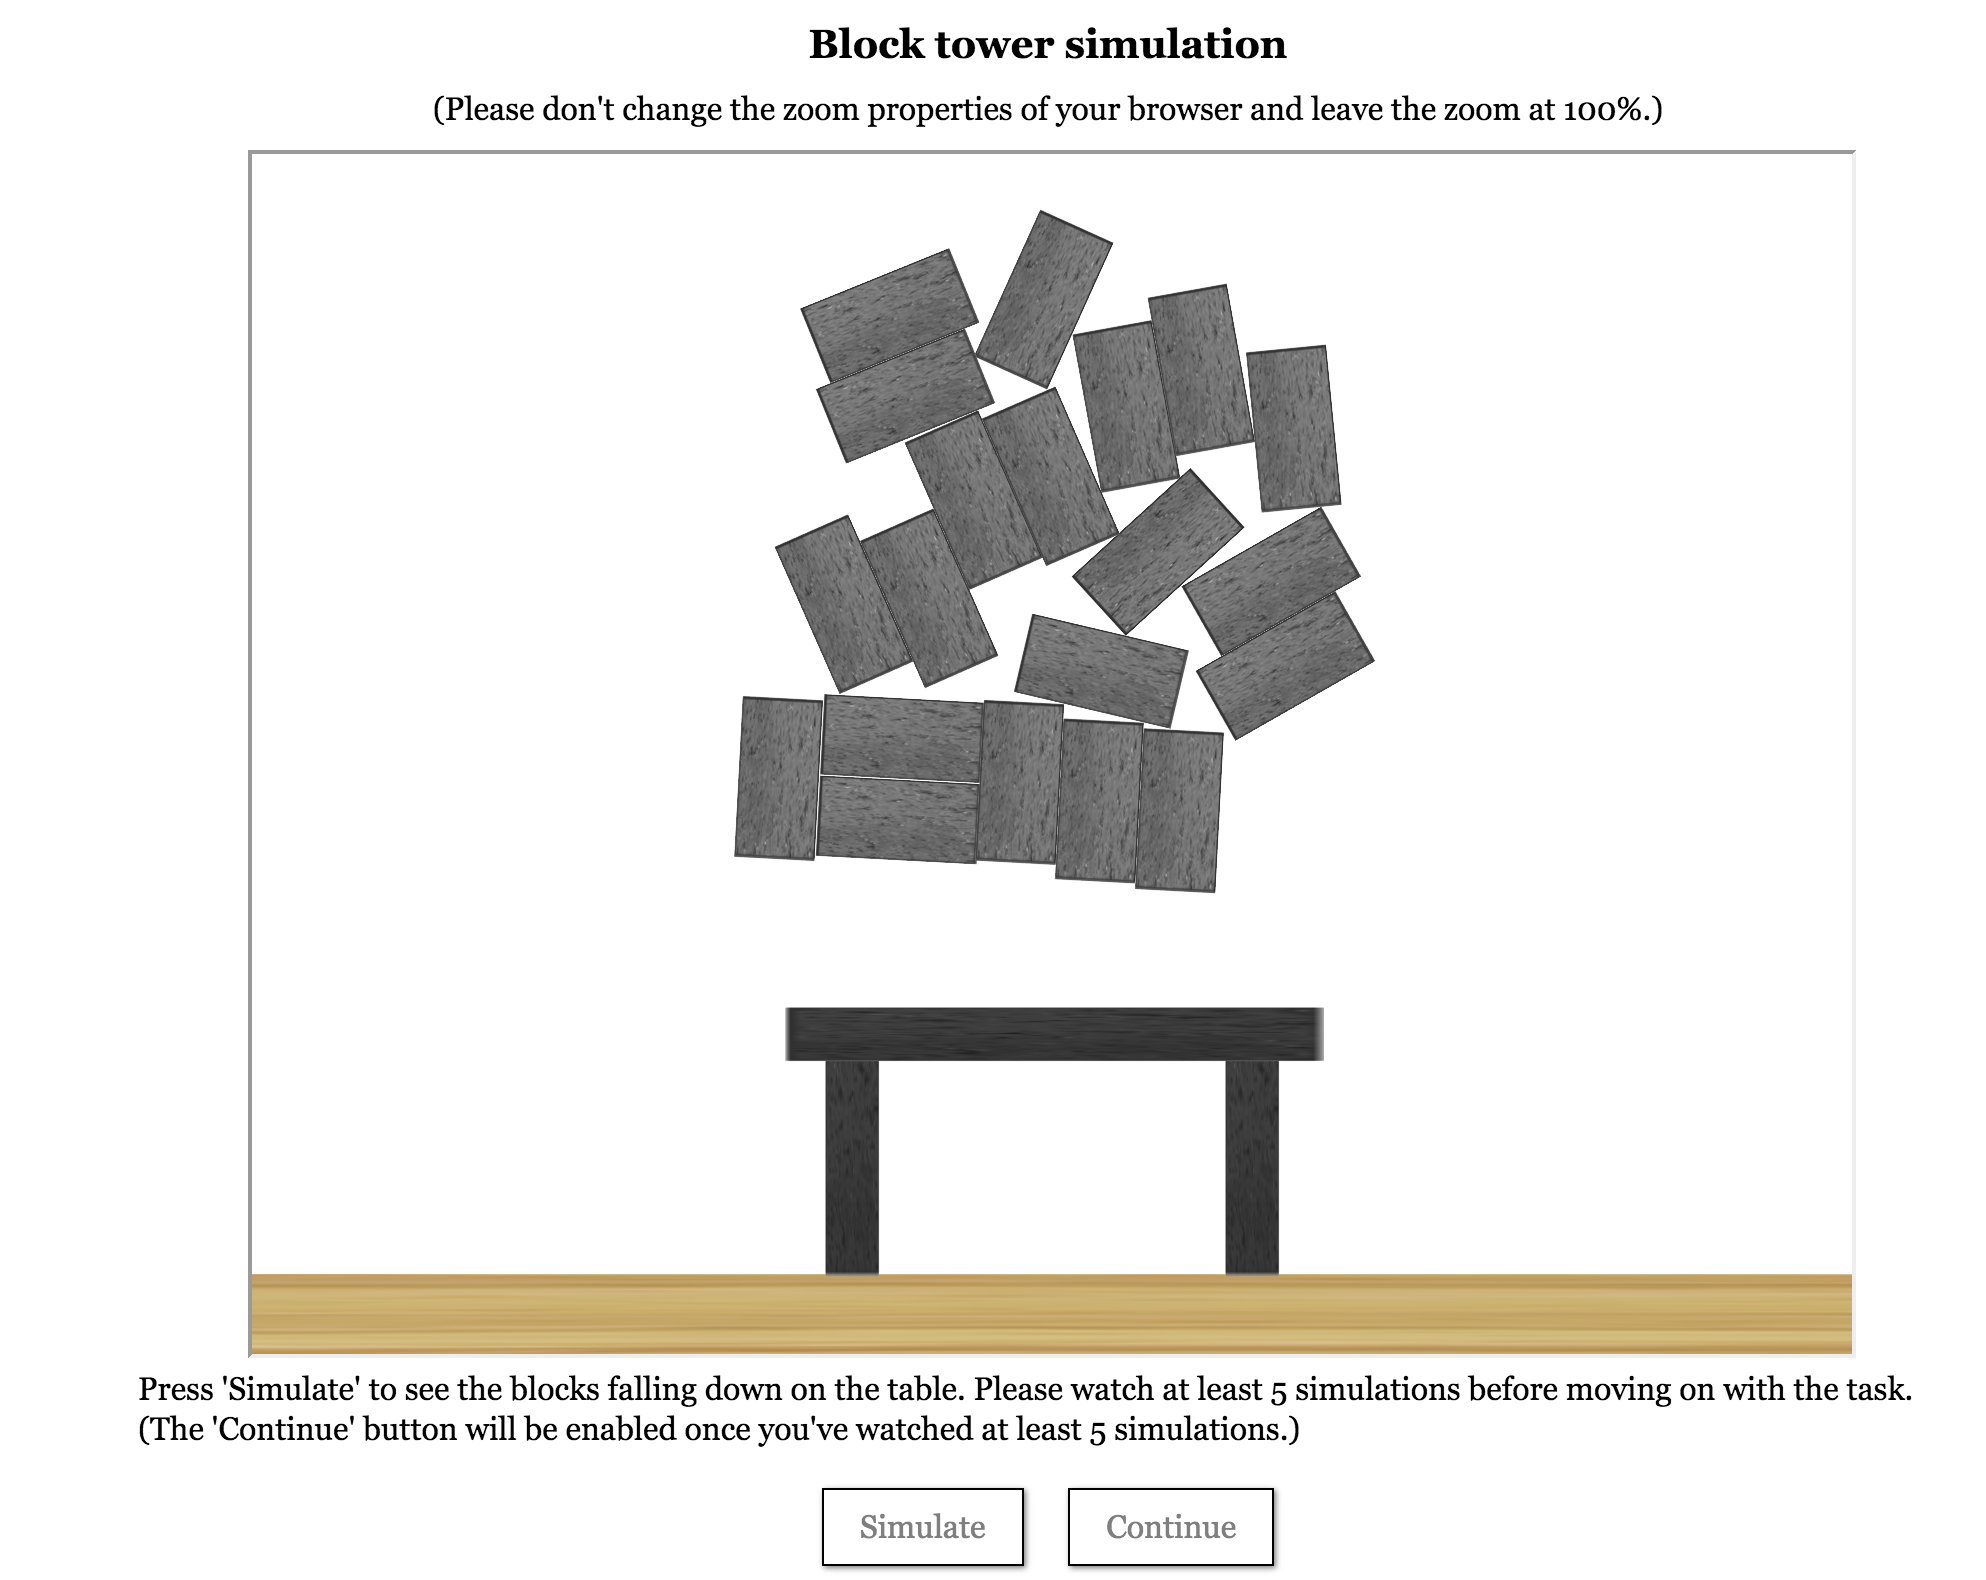 Block tower simulation
(Please don't change the zoom properties of your browser and leave the zoom at 100%.)
Press 'Simulate' to see the blocks falling down on the table. Please watch at least 5 simulations before moving on with the task.
(The 'Continue' button will be enabled once you've watched at least 5 simulations.)
Simulate
Continue